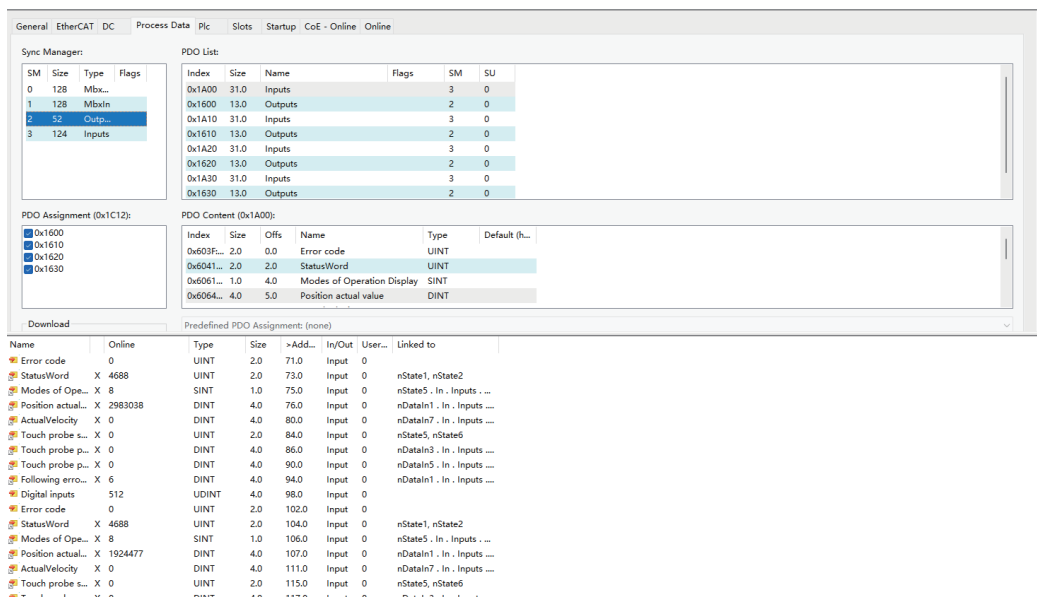 General EtherCAT DC Process Data Plc Slots Startup CoE - Online Online
Sync Manager:
SM Size Type Flags
0 128 Mbx...
1 128 MbxIn
2 52 Outp...
3 124 Inputs
PDO List:
Index Size Name Flags SM SU
0x1A00 31.0 Inputs 3 0
0x1600 13.0 Outputs 2 0
0x1A10 31.0 Inputs 3 0
0x1610 13.0 Outputs 2 0
0x1A20 31.0 Inputs 3 0
0x1620 13.0 Outputs 2 0
0x1A30 31.0 Inputs 3 0
0x1630 13.0 Outputs 2 0
PDO Assignment (0x1C12):
0x1600
0x1610
0x1620
0x1630
PDO Content (0x1A00):
Index Size Offs Name Type Default (h...
0x603F:... 2.0 0.0 Error code UINT
0x6041... 2.0 2.0 StatusWord UINT
0x6061... 1.0 4.0 Modes of Operation Display SINT
0x6064... 4.0 5.0 Position actual value DINT
Download
Predefined PDO Assignment: (none)
Name Online Type Size >Add... In/Out User... Linked to
Error code 0 UINT 2.0 71.0 Input 0
StatusWord X 4688 UINT 2.0 73.0 Input 0 nState1, nState2
Modes of Ope... X 8 SINT 1.0 75.0 Input 0 nState5 . In . Inputs . ...
Position actual... X 2983038 DINT 4.0 76.0 Input 0 nDataIn1 . In . Inputs ....
ActualVelocity X 0 DINT 4.0 80.0 Input 0 nDataIn7 . In . Inputs ....
Touch probe s... X 0 UINT 2.0 84.0 Input 0 nState5, nState6
Touch probe p... X 0 DINT 4.0 86.0 Input 0 nDataIn3 . In . Inputs ....
Touch probe p... X 0 DINT 4.0 90.0 Input 0 nDataIn5 . In . Inputs ....
Following erro... X 6 DINT 4.0 94.0 Input 0 nDataIn1 . In . Inputs ....
Digital inputs 512 UDINT 4.0 98.0 Input 0
Error code 0 UINT 2.0 102.0 Input 0
StatusWord X 4688 UINT 2.0 104.0 Input 0 nState1, nState2
Modes of Ope... X 8 SINT 1.0 106.0 Input 0 nState5 . In . Inputs . ...
Position actual... X 1924477 DINT 4.0 107.0 Input 0 nDataIn1 . In . Inputs ....
ActualVelocity X 0 DINT 4.0 111.0 Input 0 nDataIn7 . In . Inputs ....
Touch probe s... X 0 UINT 2.0 115.0 Input 0 nState5, nState6